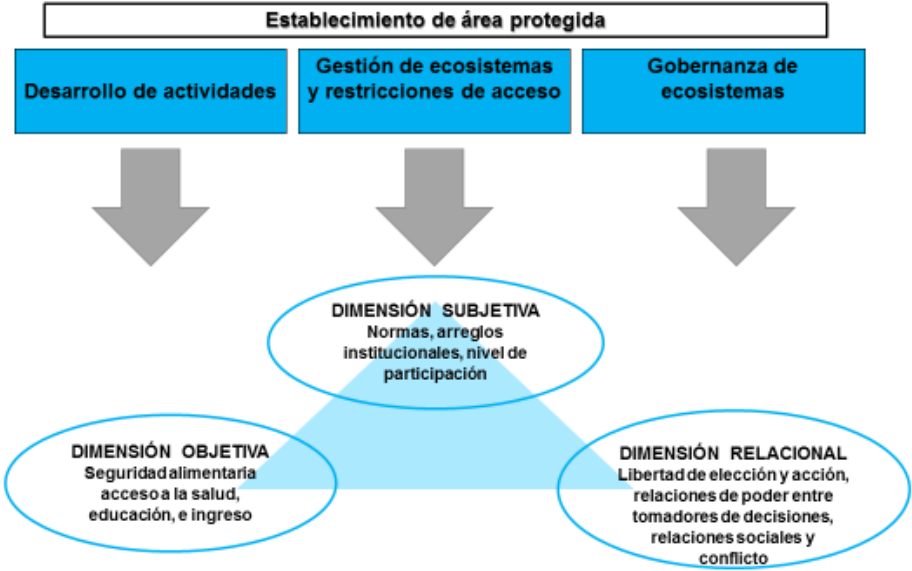 Establecimiento de área protegida
Desarrollo de actividades
Gestión de ecosistemas
y restricciones de acceso
Gobernanza de
ecosistemas
DIMENSIÓN SUBJETIVA
Normas, arreglos
institucionales, nivel de
participación
DIMENSIÓN OBJETIVA
Seguridad alimentaria
acceso a la salud,
educación, e ingreso
DIMENSIÓN RELACIONAL
Libertad de elección y acción,
relaciones de poder entre
tomadores de decisiones,
relaciones sociales y
conflicto